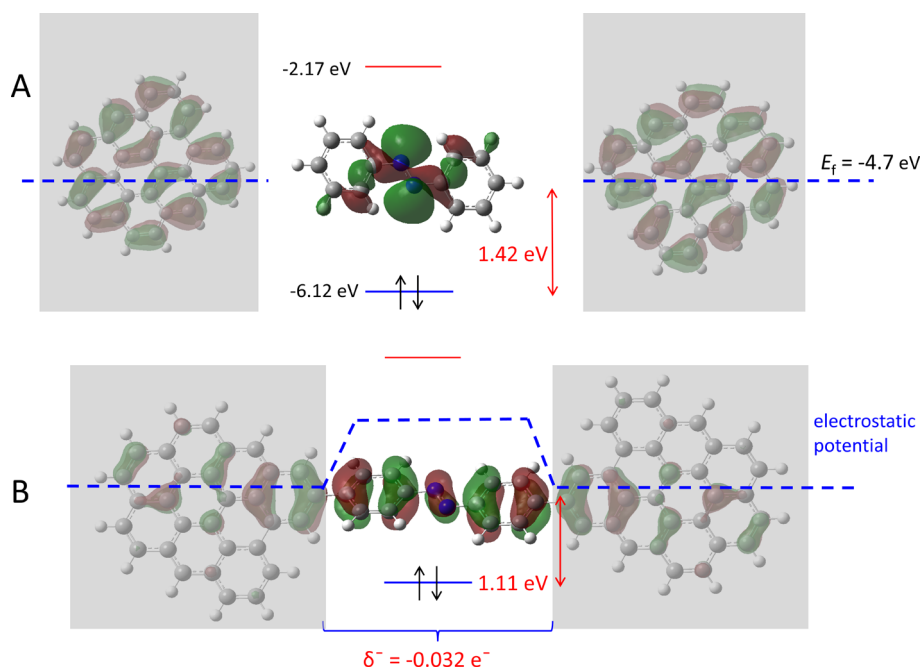 A
-2.17 eV
E_f = -4.7 eV
1.42 eV
-6.12 eV
electrostatic
potential
B
1.11 eV
δ⁻ = -0.032 e⁻